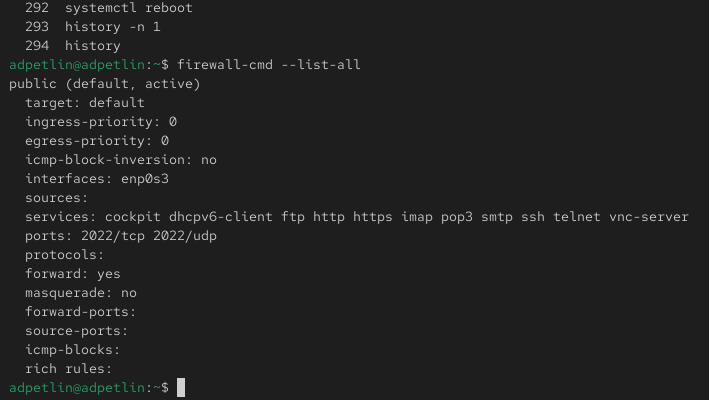 292  systemctl reboot
293  history -n 1
294  history
adpetlin@adpetlin:~$ firewall-cmd --list-all
public (default, active)
  target: default
  ingress-priority: 0
  egress-priority: 0
  icmp-block-inversion: no
  interfaces: enp0s3
  sources:
  services: cockpit dhcpv6-client ftp http https imap pop3 smtp ssh telnet vnc-server
  ports: 2022/tcp 2022/udp
  protocols:
  forward: yes
  masquerade: no
  forward-ports:
  source-ports:
  icmp-blocks:
  rich rules:
adpetlin@adpetlin:~$